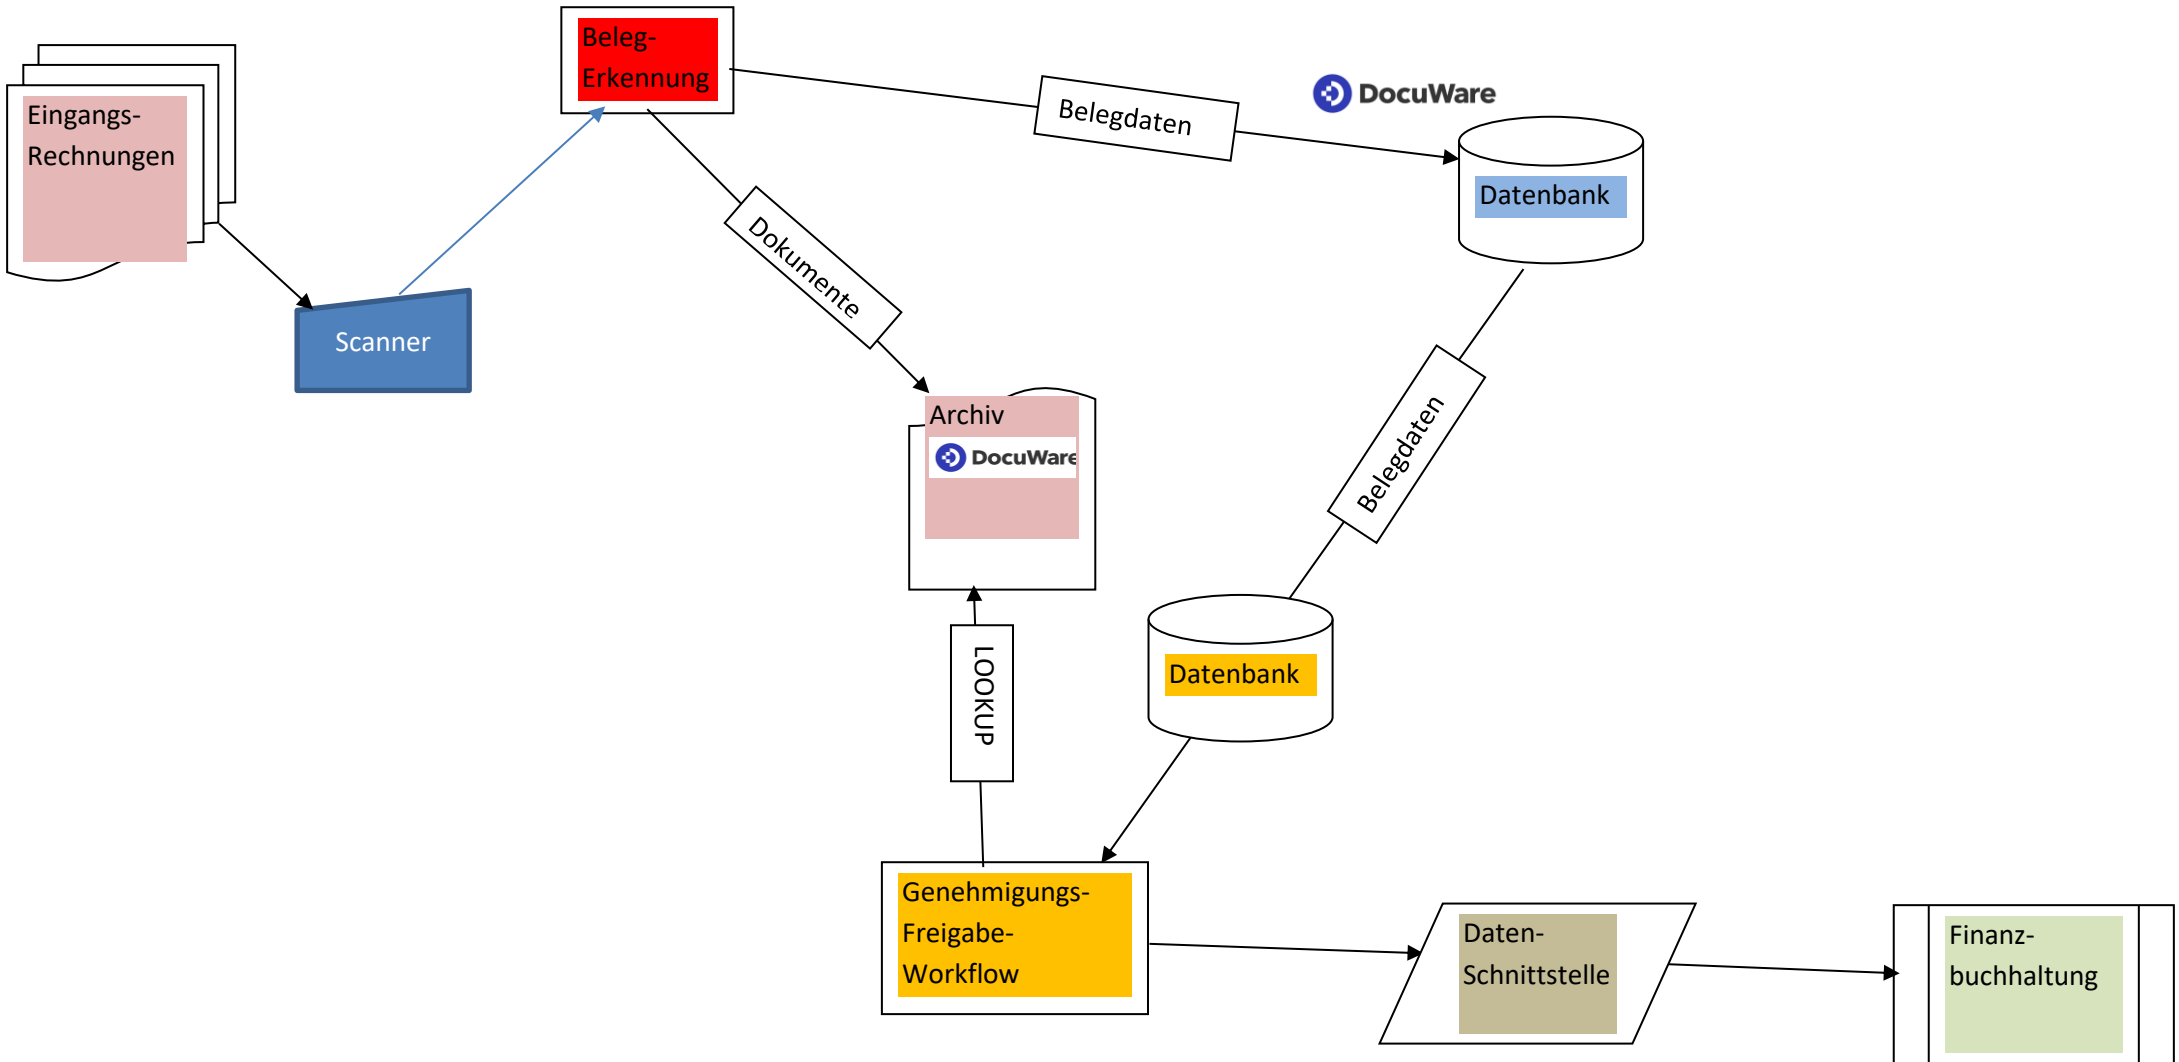 Eingangs-
Rechnungen
Beleg-
Erkennung
Belegdaten
DocuWare
Datenbank
Scanner
Dokumente
Archiv
DocuWare
Belegdaten
LOOKUP
Datenbank
Genehmigungs-
Freigabe-
Workflow
Daten-
Schnittstelle
Finanz-
buchhaltung